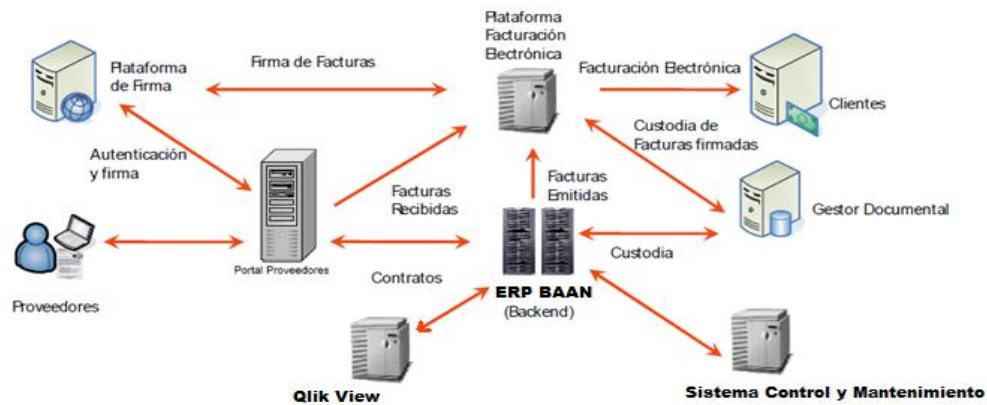 Plataforma
Facturación
Electrónica
Plataforma
de Firma
Firma de Facturas
Facturación Electrónica
Clientes
Custodia de
Facturas firmadas
Autenticación
y firma
Facturas
Recibidas
Facturas
Emitidas
Gestor Documental
Portal Proveedores
Custodia
Contratos
Proveedores
ERP BAAN
(Backend)
Qlik View
Sistema Control y Mantenimiento